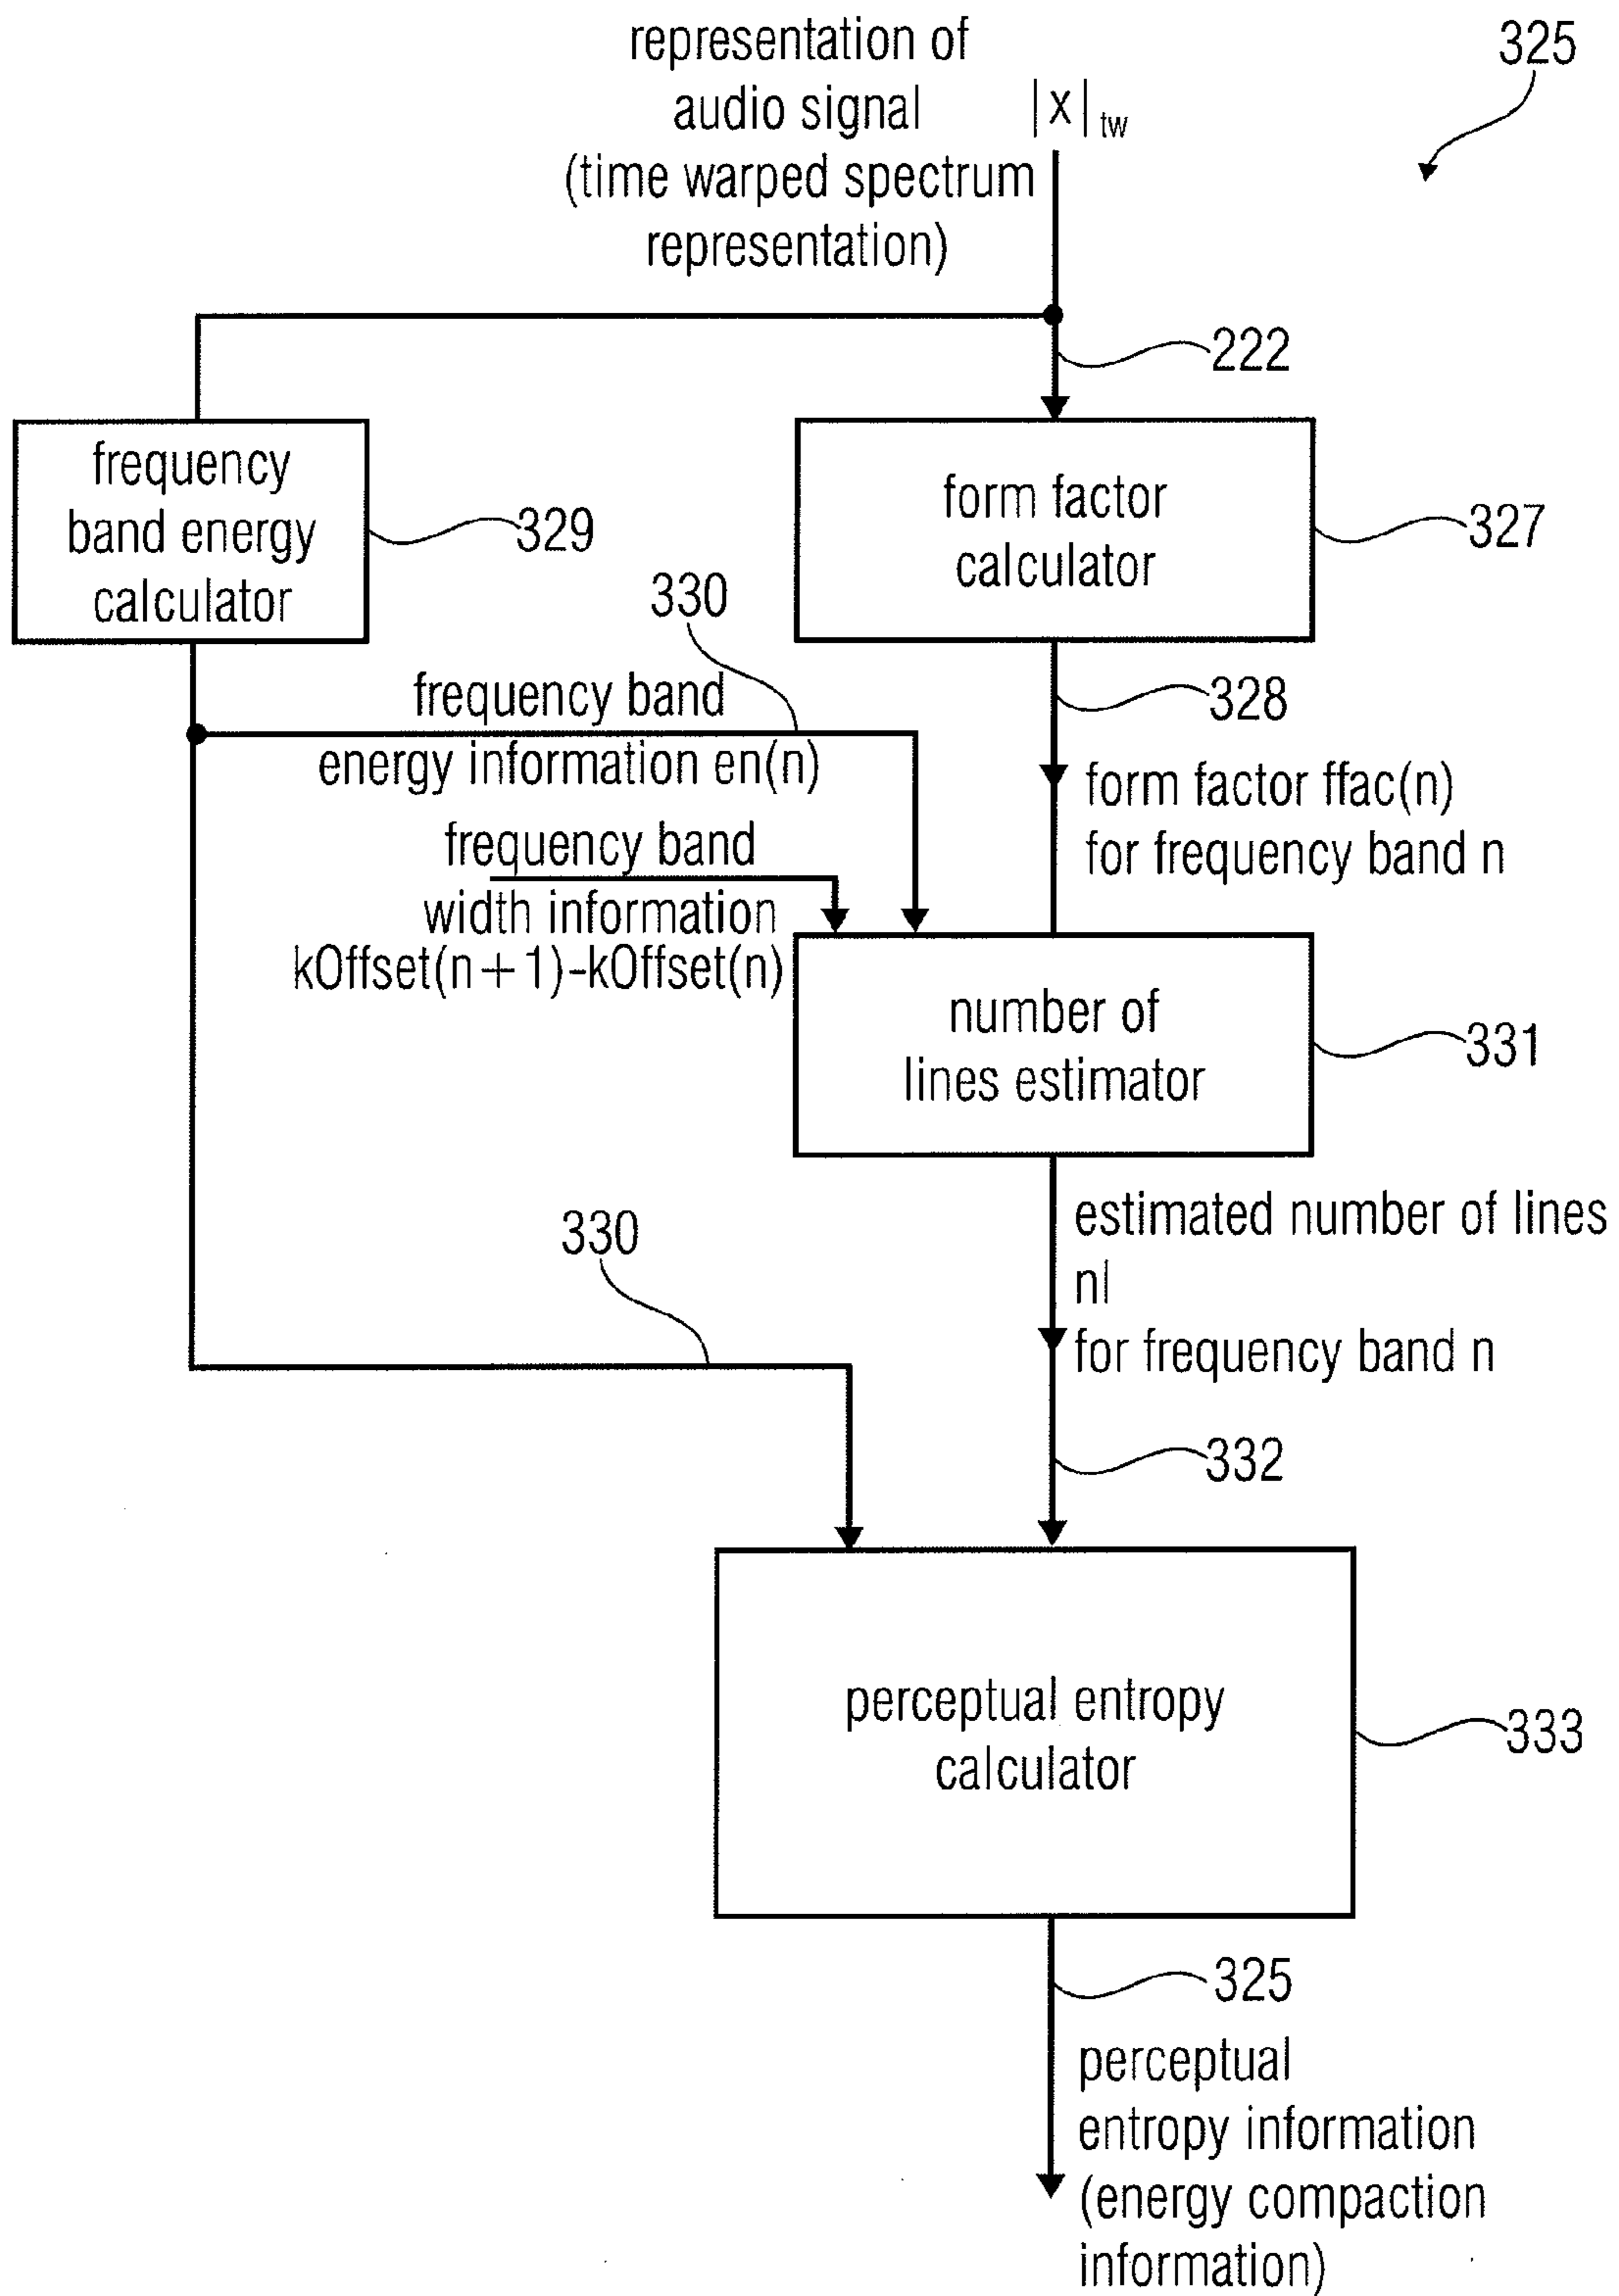 representation of
audio signal
(time warped spectrum
representation)
|x| tw
325
222
frequency
band energy
calculator
329
form factor
calculator
327
330
frequency band
energy information en(n)
328
form factor ffac(n)
for frequency band n
frequency band
width information
kOffset(n+1)-kOffset(n)
number of
lines estimator
331
estimated number of lines
nl
for frequency band n
330
332
perceptual entropy
calculator
333
325
perceptual
entropy information
(energy compaction
information)